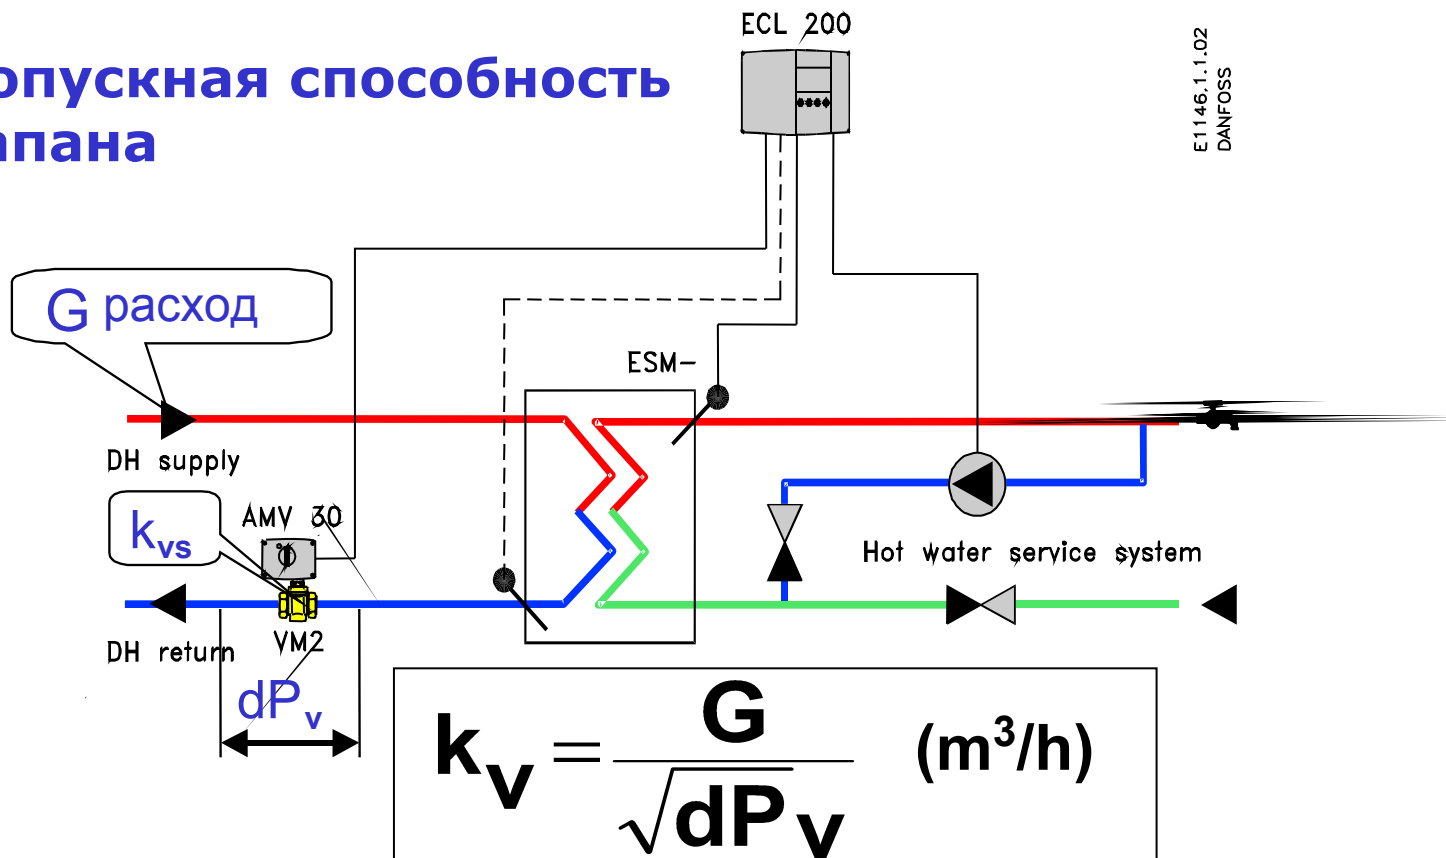 ECL 200
опускная способность
апана
E1146.1.1.02
DANFOSS
G расход
ESM-
DH supply
kvs
AMV 30
Hot water service system
DH return
VM2
dPv
kv = G / √dPv (m³/h)